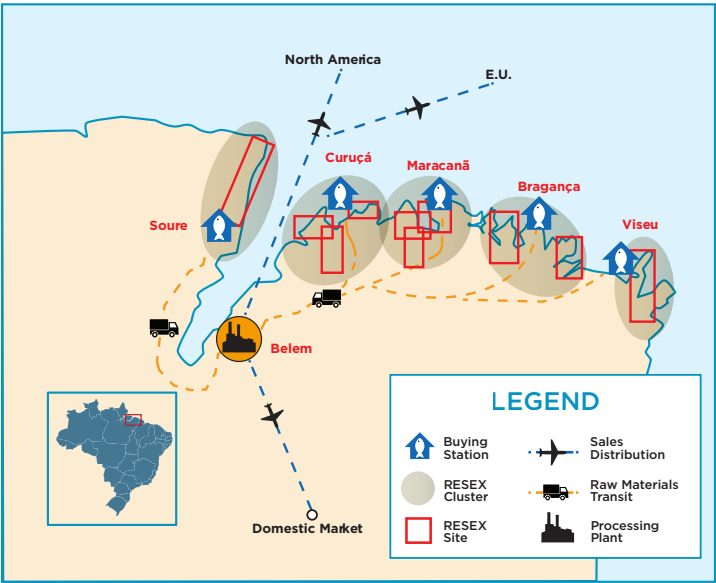 North America
E.U.
Curuçá
Maracanã
Bragança
Soure
Viseu
Belem
Domestic Market
LEGEND
Buying
Station
Sales
Distribution
RESEX
Cluster
Raw Materials
Transit
RESEX
Site
Processing
Plant